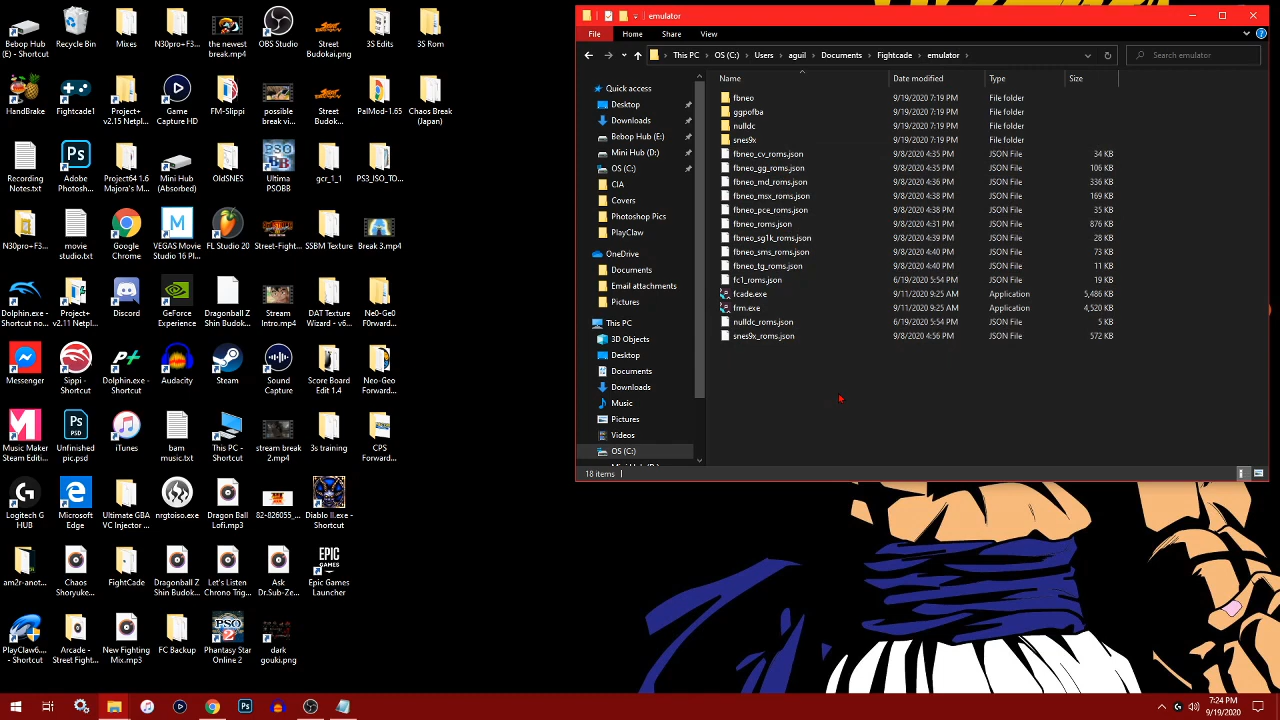 Bebop Hub
(E) - Shortcut
Recycle Bin
Mixes
N30pro+F3...
the newest
break.mp4
OBS Studio
Street
Budokai.png
3S Edits
3S Rom
HandBrake
Fightcade1
Project+
v2.15 Netpl...
Game
Capture HD
FM-Slippi
possible
break vi...
Street
Budok...
PalMod-1.65
Chaos Break
(Japan)
Recording
Notes.txt
Adobe
Photosh...
Project64 1.6
Majora's M...
Mini Hub
(Absorbed)
OldSNES
Ultima
PSOBB
gcr_1_1
PS3_ISO_TO...
N30pro+F3...
movie
studio.txt
Google
Chrome
VEGAS Movie
Studio 16 Pl...
FL Studio 20
Street-Fight...
SSBM Texture
Break 3.mp4
Dolphin.exe -
Shortcut no...
Project+
v2.11 Netpl...
Discord
GeForce
Experience
Dragonball Z
Shin Budok...
Stream
Intro.mp4
DAT Texture
Wizard - v6...
Ne0-Ge0
F0rward...
Messenger
Sippi -
Shortcut
Dolphin.exe -
Shortcut
Audacity
Steam
Sound
Capture
Score Board
Edit 1.4
Neo-Geo
Forward...
Music Maker
Steam Editi...
Unfinished
pic.psd
iTunes
bam
music.txt
This PC -
Shortcut
stream break
2.mp4
3s training
CPS
Forward...
Logitech G
HUB
Microsoft
Edge
Ultimate GBA
VC Injector ...
nrgtoiso.exe
Dragon Ball
Lofi.mp3
82-826055_...
Diablo II.exe -
Shortcut
am2r-anot...
Chaos
Shoryuke...
FightCade
Dragonball Z
Shin Budok...
Let's Listen
Chrono Trig...
Ask
Dr.Sub-Ze...
Epic Games
Launcher
PlayClaw6...
- Shortcut
Arcade -
Street Fight...
New Fighting
Mix.mp3
FC Backup
Phantasy Star
Online 2
dark
gouki.png
emulator
File Home Share View
This PC > OS (C:) > Users > aguil > Documents > Fightcade > emulator >
Search emulator
Quick access
Desktop
Downloads
Bebop Hub (E:)
Mini Hub (D:)
OS (C:)
CIA
Covers
Photoshop Pics
PlayClaw
OneDrive
Documents
Email attachments
Pictures
This PC
3D Objects
Desktop
Documents
Downloads
Music
Pictures
Videos
OS (C:)
Name Date modified Type Size
fbneo 9/19/2020 7:19 PM File folder
ggpofba 9/19/2020 7:19 PM File folder
nulldc 9/19/2020 7:19 PM File folder
snes9x 9/19/2020 7:19 PM File folder
fbneo_cv_roms.json 9/8/2020 4:35 PM JSON File 34 KB
fbneo_gg_roms.json 9/8/2020 4:35 PM JSON File 106 KB
fbneo_md_roms.json 9/8/2020 4:36 PM JSON File 336 KB
fbneo_msx_roms.json 9/8/2020 4:38 PM JSON File 169 KB
fbneo_pce_roms.json 9/8/2020 4:38 PM JSON File 35 KB
fbneo_roms.json 9/8/2020 4:31 PM JSON File 876 KB
fbneo_sg1k_roms.json 9/8/2020 4:39 PM JSON File 28 KB
fbneo_sms_roms.json 9/8/2020 4:40 PM JSON File 73 KB
fbneo_tg_roms.json 9/8/2020 4:40 PM JSON File 11 KB
fc1_roms.json 6/19/2020 5:54 PM JSON File 19 KB
fcade.exe 9/11/2020 9:25 AM Application 5,486 KB
frm.exe 9/11/2020 9:25 AM Application 4,520 KB
nulldc_roms.json 6/19/2020 5:54 PM JSON File 5 KB
snes9x_roms.json 9/8/2020 4:56 PM JSON File 572 KB
18 items
7:24 PM
9/19/2020